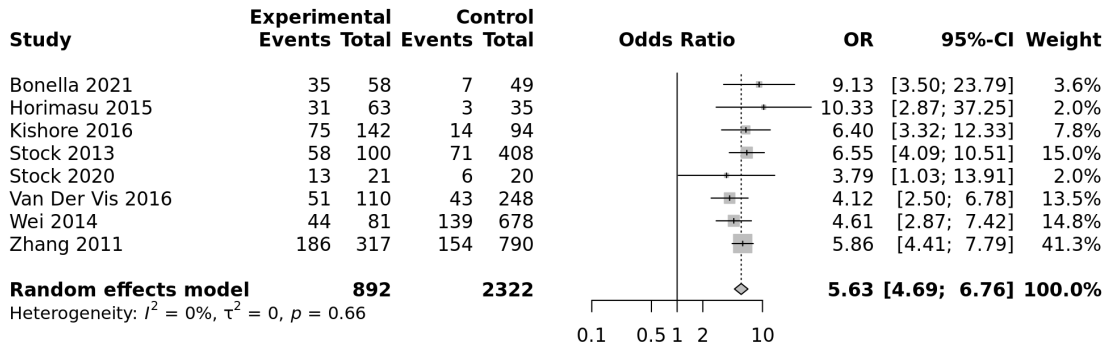 Experimental Control
Study Events Total Events Total Odds Ratio OR 95%-CI Weight
Bonella 2021 35 58 7 49 9.13 [3.50; 23.79] 3.6%
Horimasu 2015 31 63 3 35 10.33 [2.87; 37.25] 2.0%
Kishore 2016 75 142 14 94 6.40 [3.32; 12.33] 7.8%
Stock 2013 58 100 71 408 6.55 [4.09; 10.51] 15.0%
Stock 2020 13 21 6 20 3.79 [1.03; 13.91] 2.0%
Van Der Vis 2016 51 110 43 248 4.12 [2.50; 6.78] 13.5%
Wei 2014 44 81 139 678 4.61 [2.87; 7.42] 14.8%
Zhang 2011 186 317 154 790 5.86 [4.41; 7.79] 41.3%
Random effects model 892 2322 5.63 [4.69; 6.76] 100.0%
Heterogeneity: I² = 0%, τ² = 0, p = 0.66
0.1 0.5 1 2 10